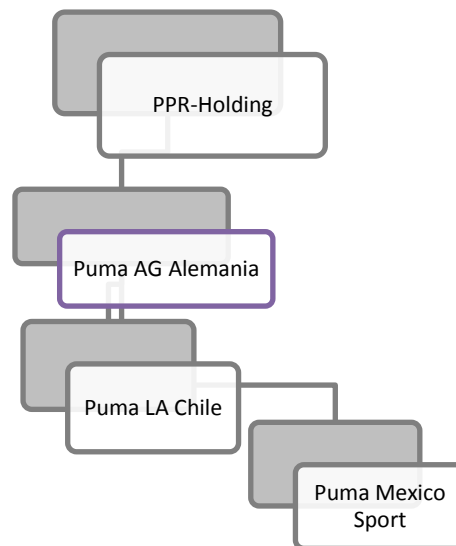 PPR-Holding
Puma AG Alemania
Puma LA Chile
Puma Mexico
Sport